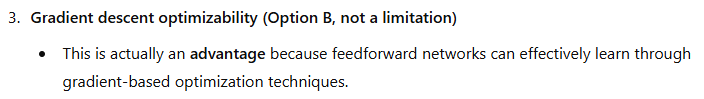 3. Gradient descent optimizability (Option B, not a limitation)
• This is actually an advantage because feedforward networks can effectively learn through
gradient-based optimization techniques.